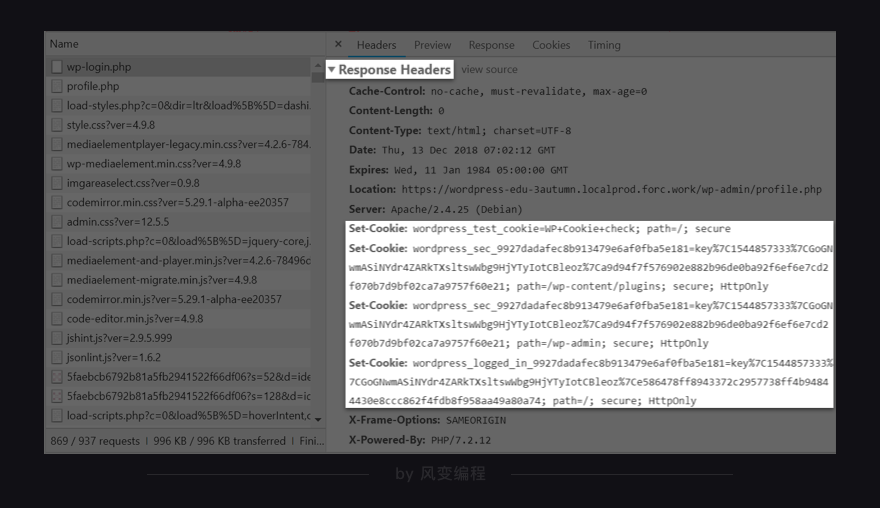 Name
wp-login.php
profile.php
load-styles.php?c=0&dir=ltr&load%5B%5D=dashi
style.css?ver=4.9.8
mediaelementplayer-legacy.min.css?ver=4.2.6-784
wp-mediaelement.min.css?ver=4.9.8
imgareaselect.css?ver=0.9.8
codemirror.min.css?ver=5.29.1-alpha-ee20357
admin.css?ver=12.5.5
load-scripts.php?c=0&load%5B%5D=jquery-core,j
mediaelement-and-player.min.js?ver=4.2.6-78496c
mediaelement-migrate.min.js?ver=4.9.8
codemirror.min.js?ver=5.29.1-alpha-ee20357
code-editor.min.js?ver=4.9.8
jshint.js?ver=2.9.5.999
jsonlint.js?ver=1.6.2
5faebcb6792b81a5fb2941522f66df06?s=52&d=ide
5faebcb6792b81a5fb2941522f66df06?s=128&d=ic
load-scripts.php?c=0&load%5B%5D=hoverIntent,c
869 / 937 requests | 996 KB / 996 KB transferred | Fini...
× Headers Preview Response Cookies Timing
▼ Response Headers view source
Cache-Control: no-cache, must-revalidate, max-age=0
Content-Length: 0
Content-Type: text/html; charset=UTF-8
Date: Thu, 13 Dec 2018 07:02:12 GMT
Expires: Wed, 11 Jan 1984 05:00:00 GMT
Location: https://wordpress-edu-3autumn.localprod.forc.work/wp-admin/profile.php
Server: Apache/2.4.25 (Debian)
Set-Cookie: wordpress_test_cookie=WP+Cookie+check; path=/; secure
Set-Cookie: wordpress_sec_9927dadafec8b913479e6af0fba5e181=key%7C1544857333%7CGoGN
wmASiNYdr4ZARkTXsltswWbg9HjYTyIotCBleoz%7Ca9d94f7f576902e882b96de0ba92f6ef6e7cd2
f070b7d9bf02ca7a9757f60e21; path=/wp-content/plugins; secure; HttpOnly
Set-Cookie: wordpress_sec_9927dadafec8b913479e6af0fba5e181=key%7C1544857333%7CGoGN
wmASiNYdr4ZARkTXsltswWbg9HjYTyIotCBleoz%7Ca9d94f7f576902e882b96de0ba92f6ef6e7cd2
f070b7d9bf02ca7a9757f60e21; path=/wp-admin; secure; HttpOnly
Set-Cookie: wordpress_logged_in_9927dadafec8b913479e6af0fba5e181=key%7C1544857333%
7CGoGNwmASiNYdr4ZARkTXsltswWbg9HjYTyIotCBleoz%7Ce586478ff8943372c2957738ff4b9484
4430e8ccc862f4fdb8f958aa49a80a74; path=/; secure; HttpOnly
X-Frame-Options: SAMEORIGIN
X-Powered-By: PHP/7.2.12
by 风变编程